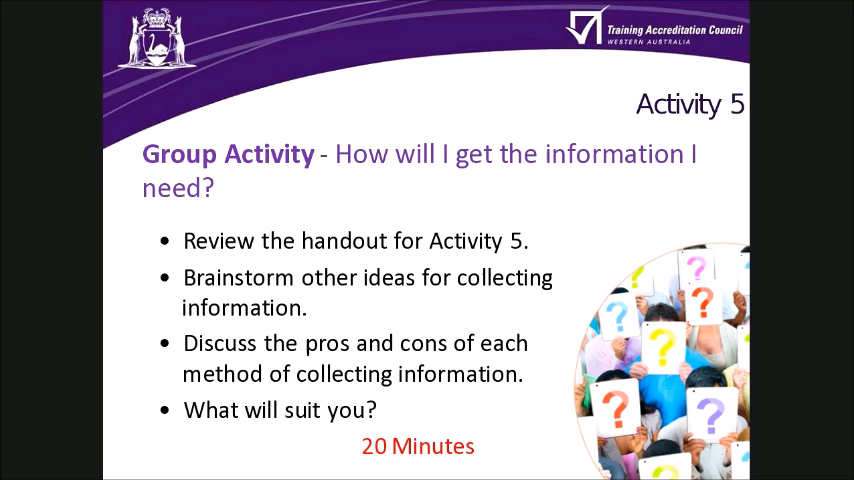 Training Accreditation Council
WESTERN AUSTRALIA
Activity 5
Group Activity - How will I get the information I
need?
• Review the handout for Activity 5.
• Brainstorm other ideas for collecting
information.
• Discuss the pros and cons of each
method of collecting information.
• What will suit you?
20 Minutes
? ? ? ? ? ? ? ?